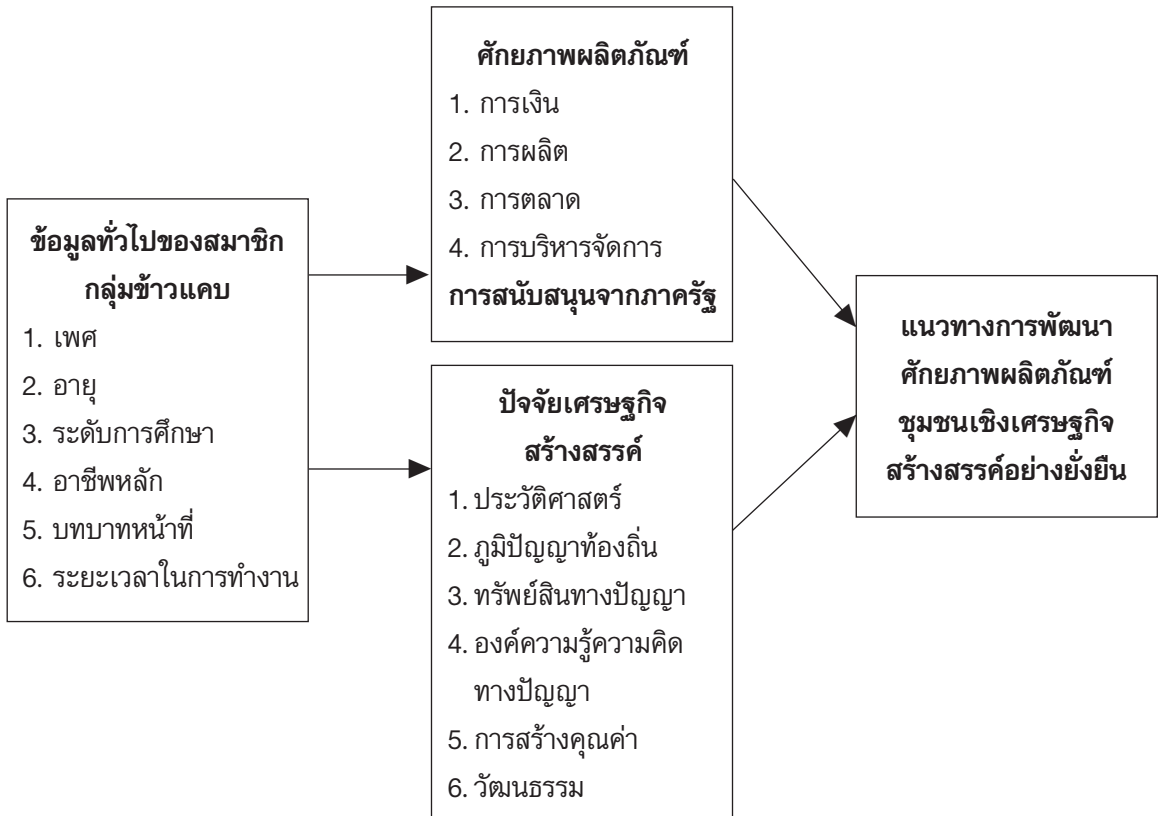 ข้อมูลทั่วไปของสมาชิก
กลุ่มข้าวแคบ
1. เพศ
2. อายุ
3. ระดับการศึกษา
4. อาชีพหลัก
5. บทบาทหน้าที่
6. ระยะเวลาในการทำงาน
ศักยภาพผลิตภัณฑ์
1. การเงิน
2. การผลิต
3. การตลาด
4. การบริหารจัดการ
การสนับสนุนจากภาครัฐ
ปัจจัยเศรษฐกิจ
สร้างสรรค์
1. ประวัติศาสตร์
2. ภูมิปัญญาท้องถิ่น
3. ทรัพย์สินทางปัญญา
4. องค์ความรู้ความคิด
ทางปัญญา
5. การสร้างคุณค่า
6. วัฒนธรรม
แนวทางการพัฒนา
ศักยภาพผลิตภัณฑ์
ชุมชนเชิงเศรษฐกิจ
สร้างสรรค์อย่างยั่งยืน